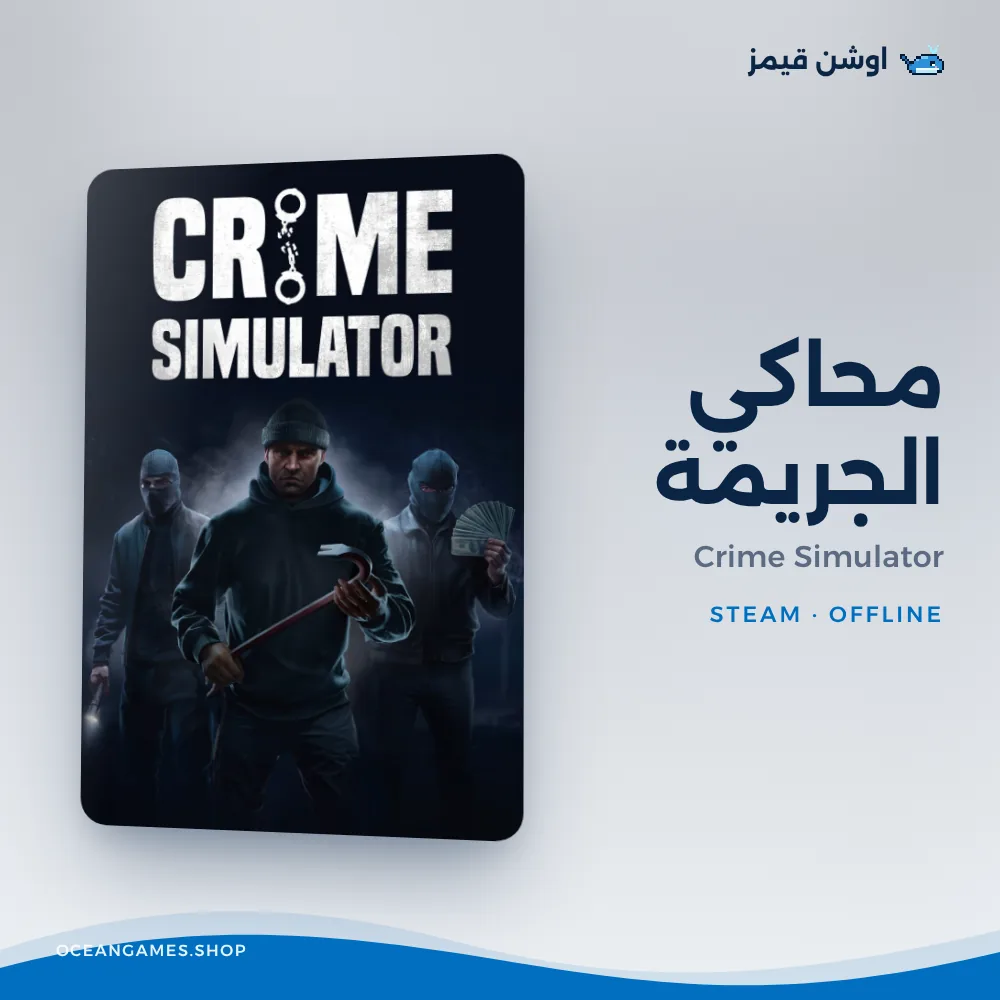 اوشن قيمز
CRIME
SIMULATOR
محاكي
الجريمة
Crime Simulator
STEAM · OFFLINE
OCEANGAMES.SHOP